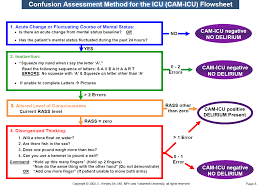 Confusion Assessment Method for the ICU (CAM-ICU) Flowsheet
1. Acute Change or Fluctuating Course of Mental Status:
• Is there an acute change from mental status baseline? OR
• Has the patient's mental status fluctuated during the past 24 hours?
NO
CAM-ICU negative
NO DELIRIUM
YES
2. Inattention:
• "Squeeze my hand when I say the letter 'A'."
Read the following sequence of letters: S A V E A H A A R T
ERRORS: No squeeze with 'A' & Squeeze on letter other than 'A'
• If unable to complete Letters → Pictures
0 - 2
Errors
CAM-ICU negative
NO DELIRIUM
> 2 Errors
3. Altered Level of Consciousness
Current RASS level
RASS other
than zero
CAM-ICU positive
DELIRIUM Present
RASS = zero
4. Disorganized Thinking:
1. Will a stone float on water?
2. Are there fish in the sea?
3. Does one pound weigh more than two?
4. Can you use a hammer to pound a nail?
Command: "Hold up this many fingers" (Hold up 2 fingers)
"Now do the same thing with the other hand" (Do not demonstrate)
OR "Add one more finger" (If patient unable to move both arms)
> 1 Error
0 - 1
Error
CAM-ICU negative
NO DELIRIUM